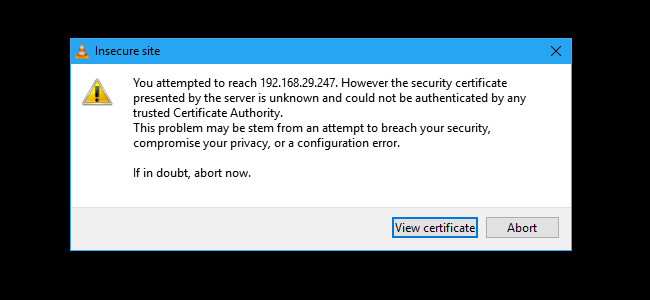 Insecure site
You attempted to reach 192.168.29.247. However the security certificate
presented by the server is unknown and could not be authenticated by any
trusted Certificate Authority.
This problem may be stem from an attempt to breach your security,
compromise your privacy, or a configuration error.
If in doubt, abort now.
View certificate
Abort